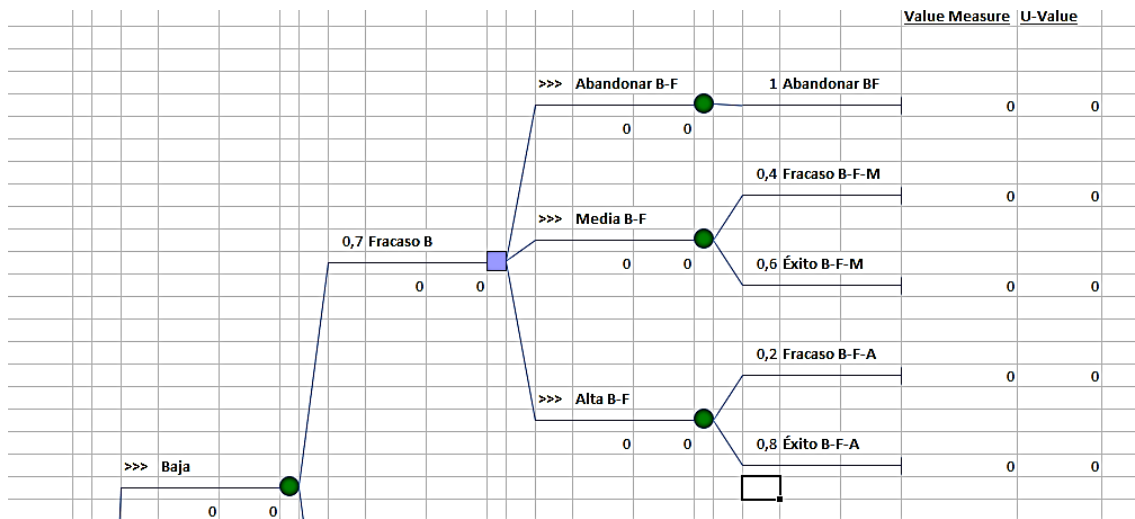 Value Measure U-Value
>>> Abandonar B-F 1 Abandonar BF
0 0
0 0
0,4 Fracaso B-F-M
0 0
>>> Media B-F
0,7 Fracaso B
0 0 0,6 Éxito B-F-M
0 0
0 0
0,2 Fracaso B-F-A
0 0
>>> Alta B-F
0 0 0,8 Éxito B-F-A
>>> Baja
0 0
0 0